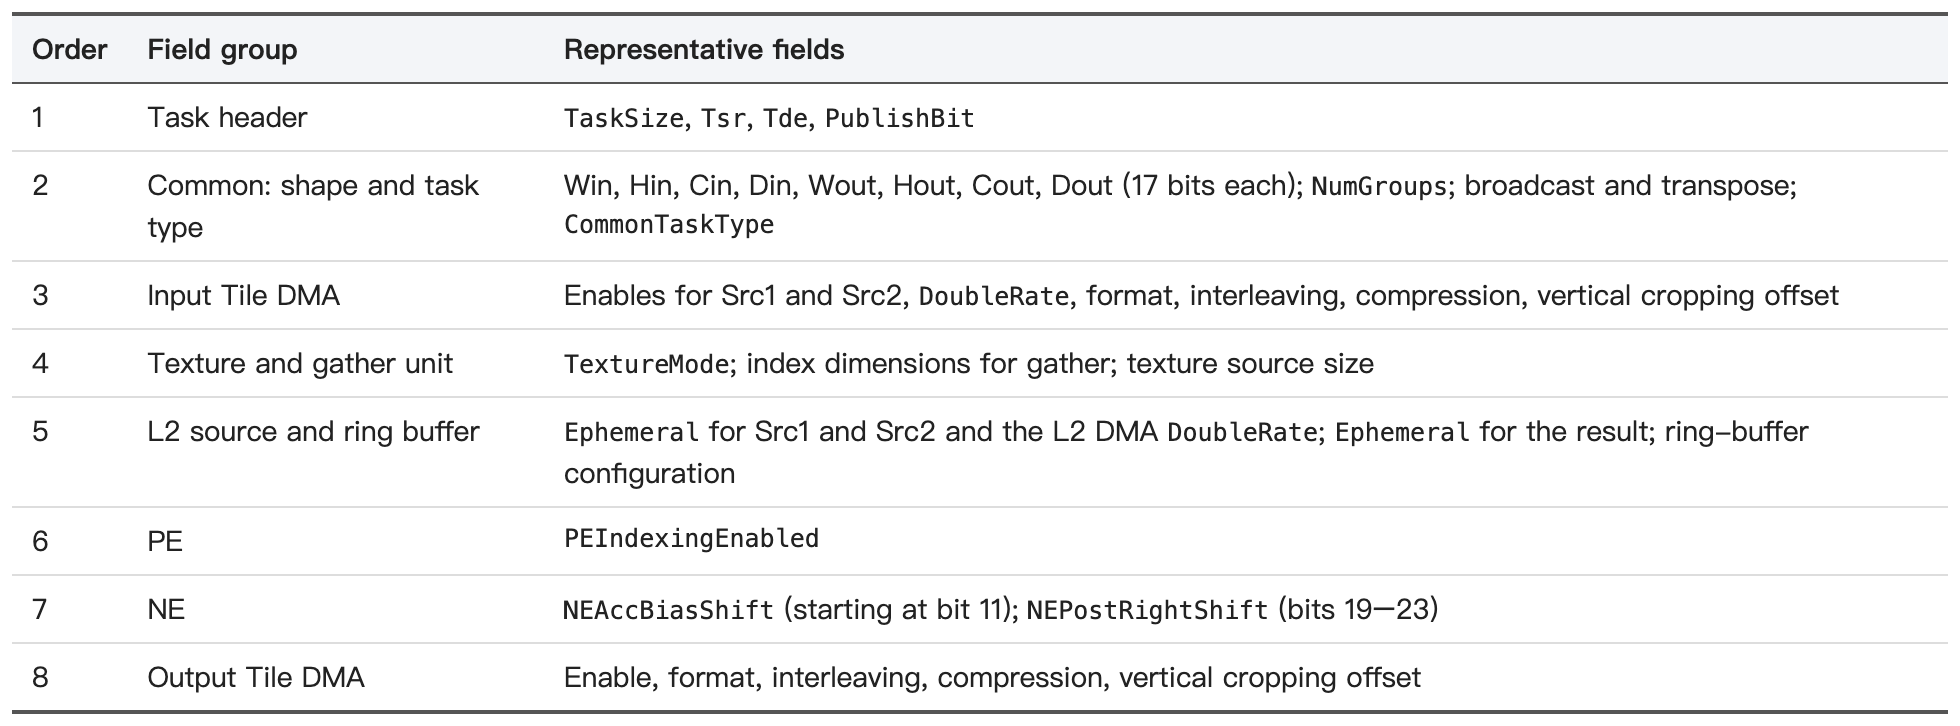 Order Field group Representative fields
1 Task header TaskSize, Tsr, Tde, PublishBit
2 Common: shape and task type Win, Hin, Cin, Din, Wout, Hout, Cout, Dout (17 bits each); NumGroups; broadcast and transpose; CommonTaskType
3 Input Tile DMA Enables for Src1 and Src2, DoubleRate, format, interleaving, compression, vertical cropping offset
4 Texture and gather unit TextureMode; index dimensions for gather; texture source size
5 L2 source and ring buffer Ephemeral for Src1 and Src2 and the L2 DMA DoubleRate; Ephemeral for the result; ring-buffer configuration
6 PE PEIndexingEnabled
7 NE NEAccBiasShift (starting at bit 11); NEPostRightShift (bits 19–23)
8 Output Tile DMA Enable, format, interleaving, compression, vertical cropping offset